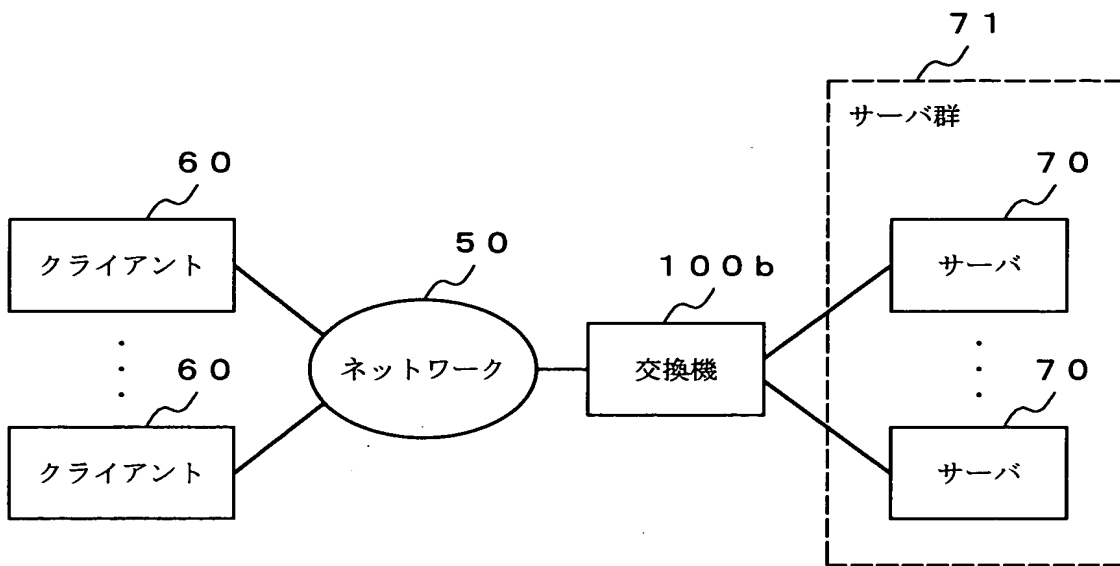 ７１
サーバ群
６０
７０
クライアント
５０
１００ｂ
サーバ
ネットワーク
交換機
６０
７０
クライアント
サーバ